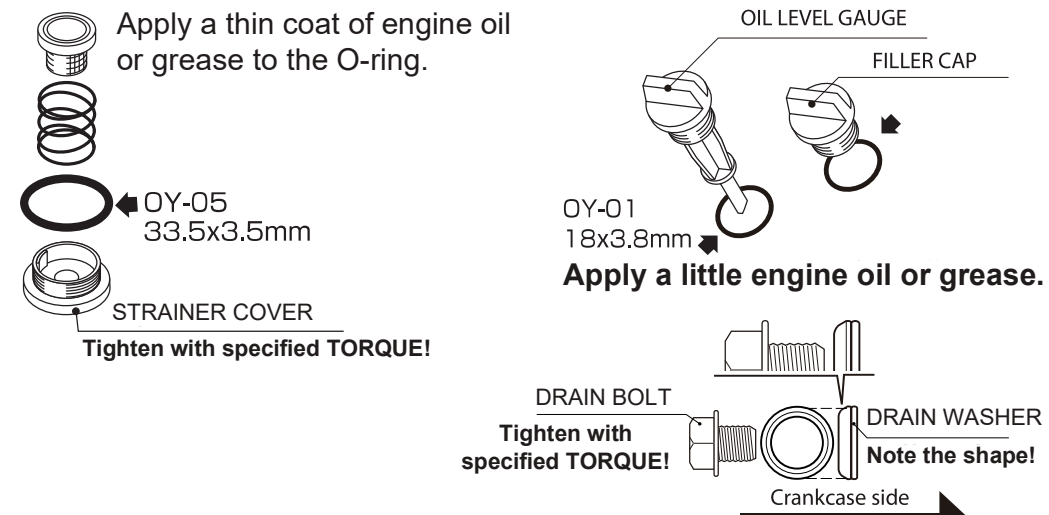 Apply a thin coat of engine oil
or grease to the O-ring.
OY-05
33.5x3.5mm
STRAINER COVER
Tighten with specified TORQUE!
OIL LEVEL GAUGE
FILLER CAP
OY-01
18x3.8mm
Apply a little engine oil or grease.
DRAIN BOLT
Tighten with
specified TORQUE!
DRAIN WASHER
Note the shape!
Crankcase side